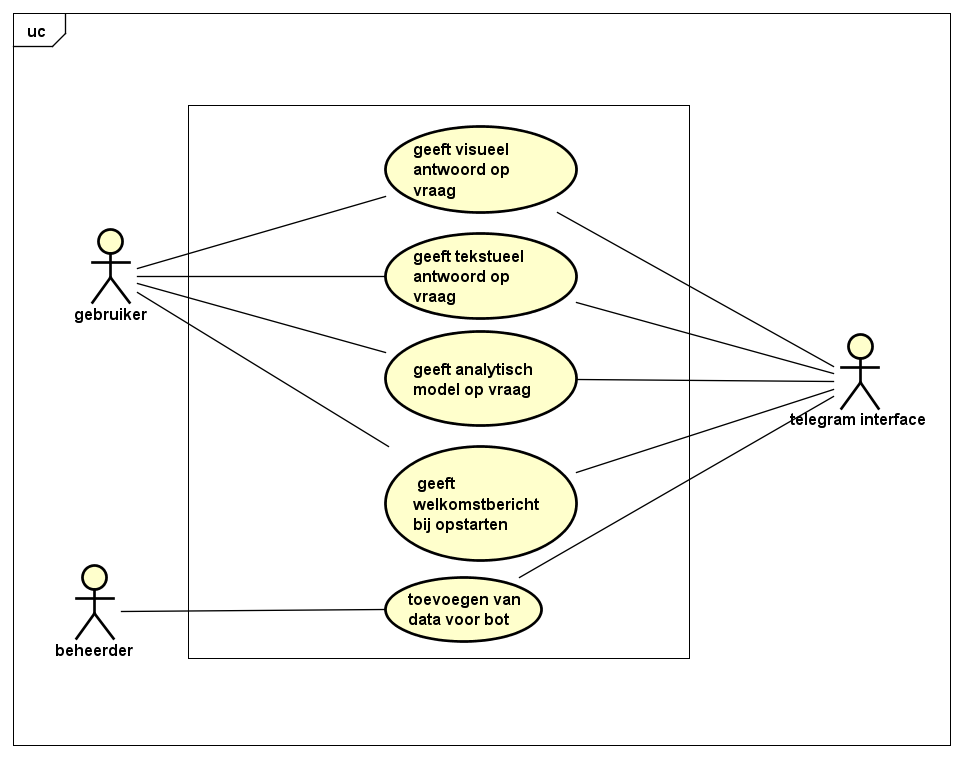 uc
geeft visueel
antwoord op
vraag
geeft tekstueel
antwoord op
vraag
gebruiker
geeft analytisch
model op vraag
telegram interface
geeft
welkomstbericht
bij opstarten
toevoegen van
data voor bot
beheerder